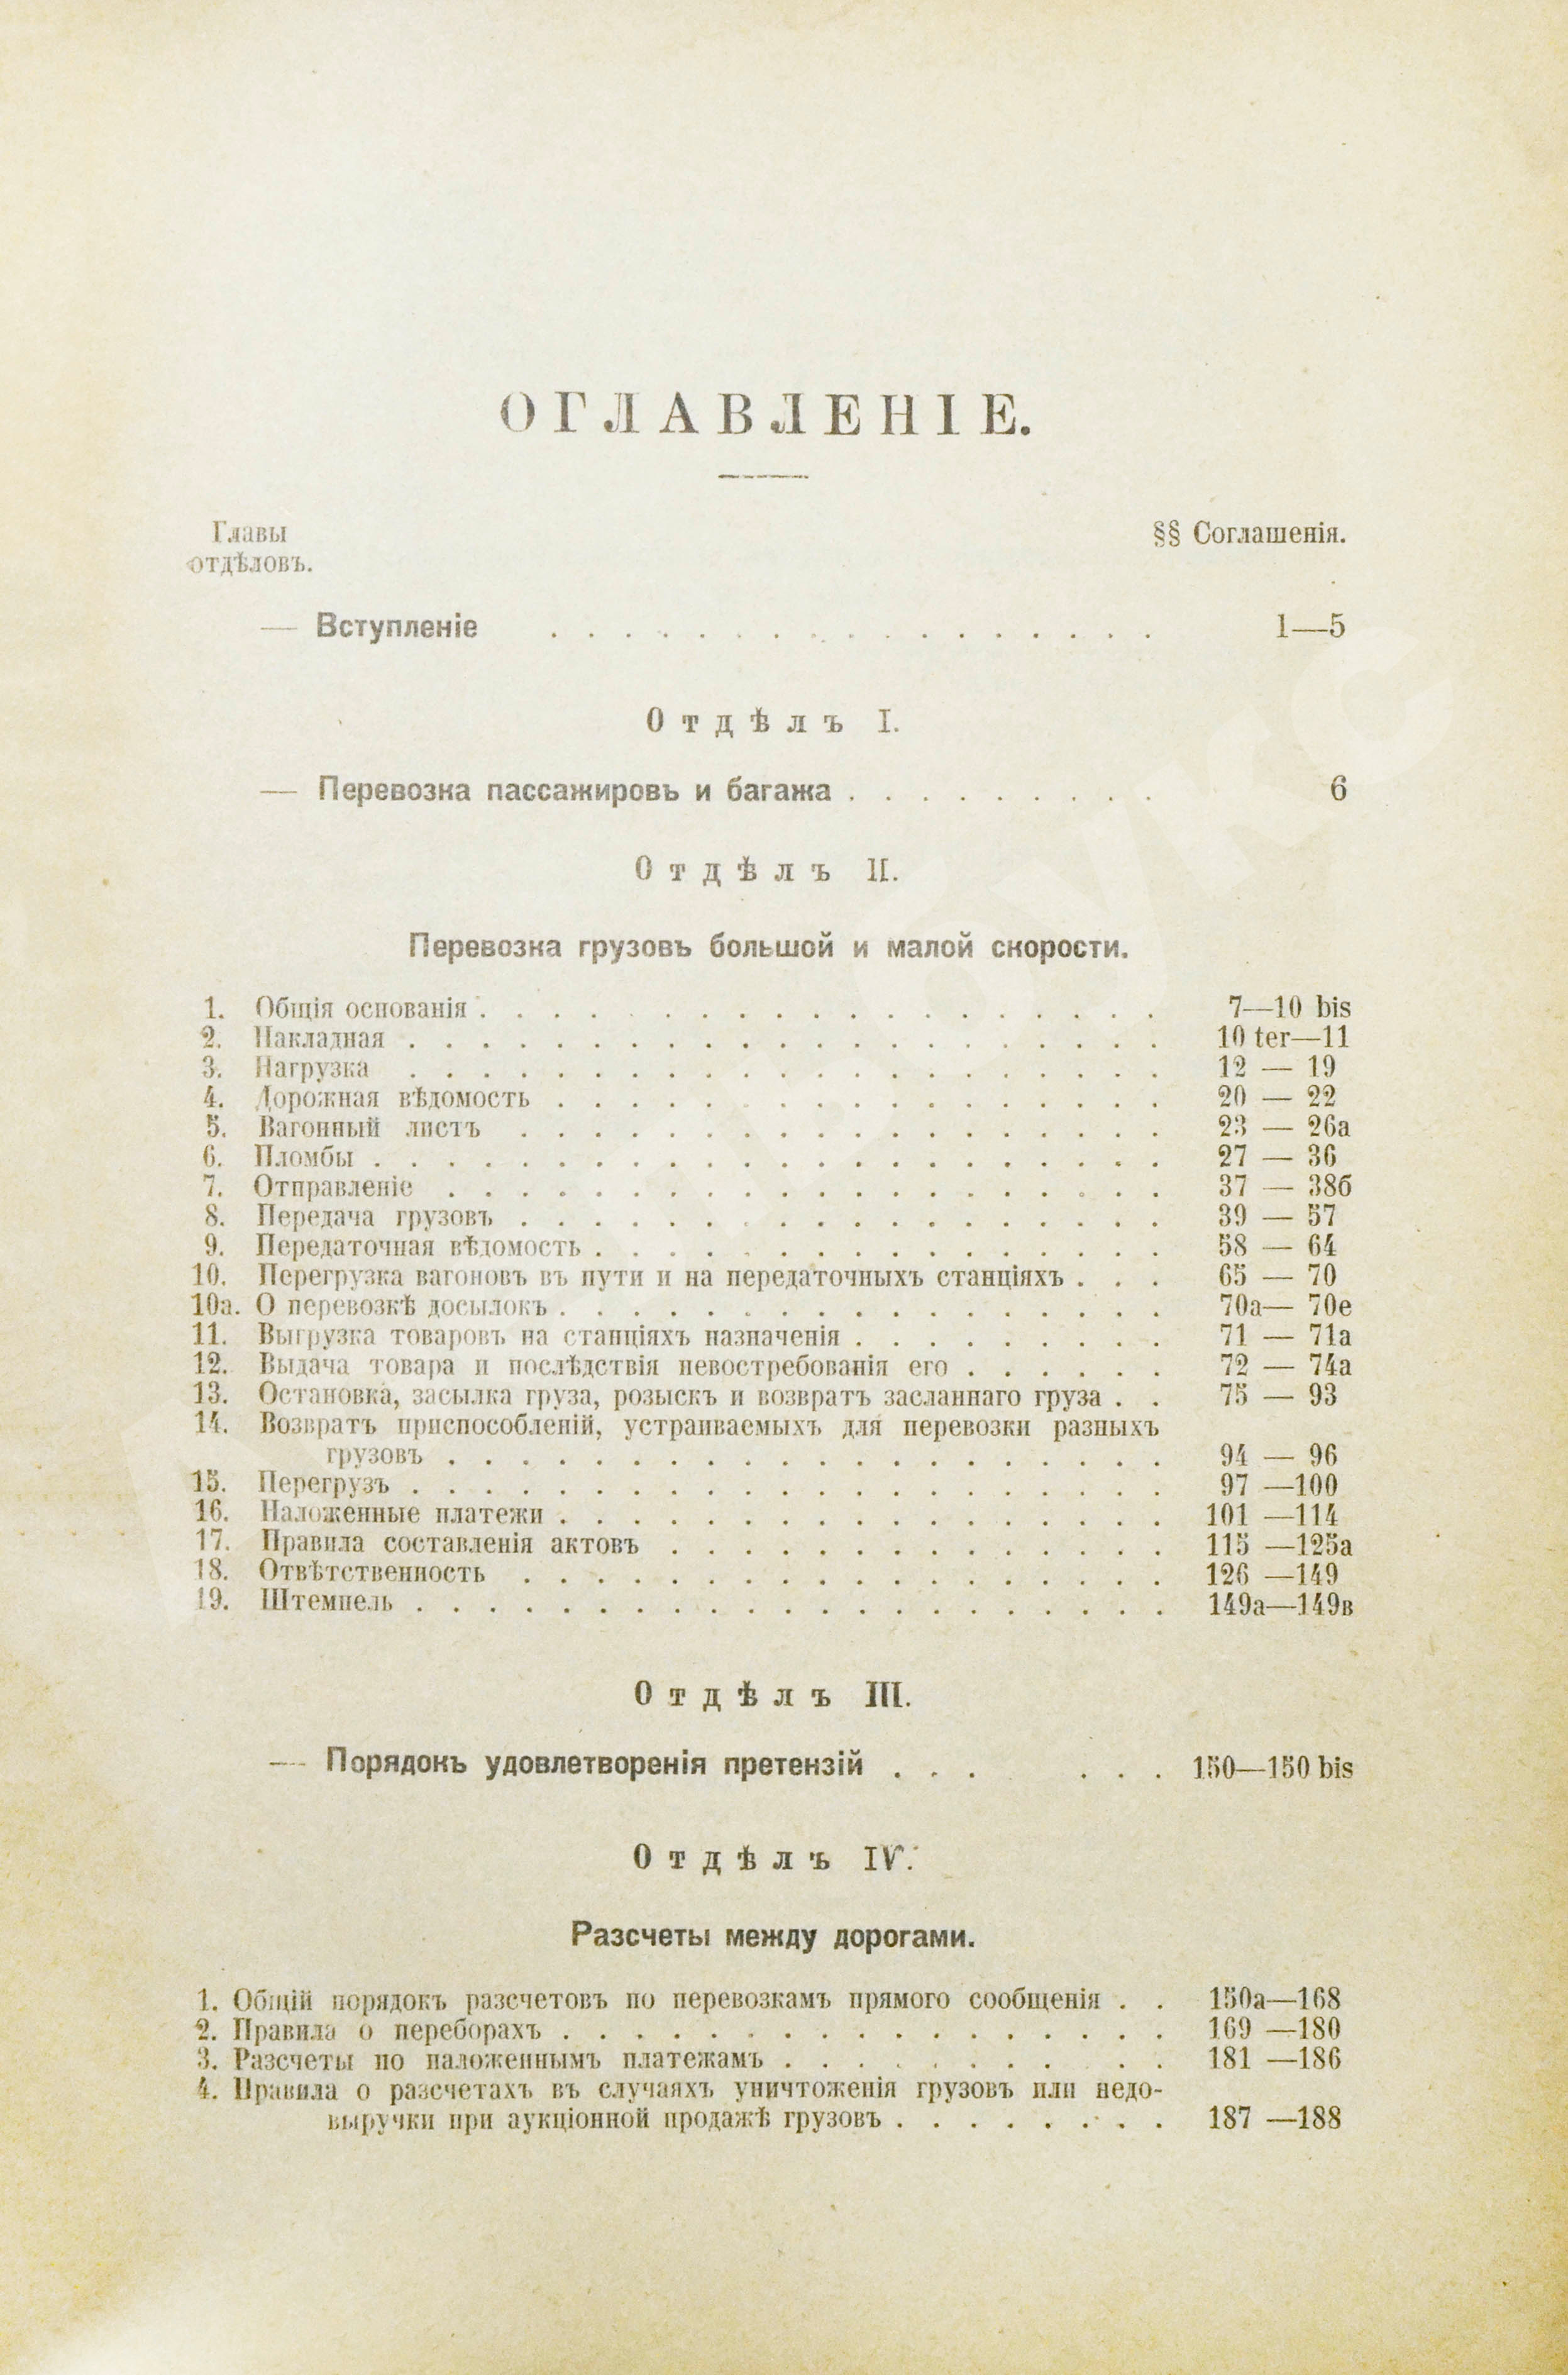 ОГЛАВЛЕНІЕ.
Главы
отдѣловъ.
§§ Соглашенія.
— Вступленіе . . . . . . . . . . . . . . . . . 1—5
Отдѣлъ I.
— Перевозка пассажировъ и багажа . . . . . . . . . 6
Отдѣлъ II.
Перевозка грузовъ большой и малой скорости.
1. Общія основанія . . . . . . . . . . . . . . . . . . . 7—10 bis
2. Накладная . . . . . . . . . . . . . . . . . . . . . 10 ter—11
3. Нагрузка . . . . . . . . . . . . . . . . . . . . . 12 — 19
4. Дорожная вѣдомость . . . . . . . . . . . . . . . . . 20 — 22
5. Вагонный листъ . . . . . . . . . . . . . . . . . . 23 — 26а
6. Пломбы . . . . . . . . . . . . . . . . . . . . . . 27 — 36
7. Отправленіе . . . . . . . . . . . . . . . . . . . . 37 — 38б
8. Передача грузовъ . . . . . . . . . . . . . . . . . . 39 — 57
9. Передаточная вѣдомость . . . . . . . . . . . . . . . . 58 — 64
10. Перегрузка вагоновъ въ пути и на передаточныхъ станціяхъ . . . 65 — 70
10а. О перевозкѣ досылокъ . . . . . . . . . . . . . . . . . 70а— 70е
11. Выгрузка товаровъ на станціяхъ назначенія . . . . . . . . . 71 — 71а
12. Выдача товара и послѣдствія невостребованія его . . . . . . 72 — 74а
13. Остановка, засылка груза, розыскъ и возвратъ засланнаго груза . . 75 — 93
14. Возвратъ приспособленій, устраиваемыхъ для перевозки разныхъ
грузовъ . . . . . . . . . . . . . . . . . . . . 94 — 96
15. Перегрузъ . . . . . . . . . . . . . . . . . . . . . 97 —100
16. Наложенные платежи . . . . . . . . . . . . . . . . . 101 —114
17. Правила составленія актовъ . . . . . . . . . . . . . . 115 —125а
18. Отвѣтственность . . . . . . . . . . . . . . . . . . 126 —149
19. Штемпель . . . . . . . . . . . . . . . . . . . . . 149а—149в
Отдѣлъ III.
— Порядокъ удовлетворенія претензій . . . . . . 150—150 bis
Отдѣлъ IV.
Разсчеты между дорогами.
1. Общій порядокъ разсчетовъ по перевозкамъ прямого сообщенія . . 150а—168
2. Правила о переборахъ . . . . . . . . . . . . . . . . . 169 —180
3. Разсчеты по наложеннымъ платежамъ . . . . . . . . . . 181 —186
4. Правила о разсчетахъ въ случаяхъ уничтоженія грузовъ или недо-
выручки при аукціонной продажѣ грузовъ . . . . . . . . 187 —188